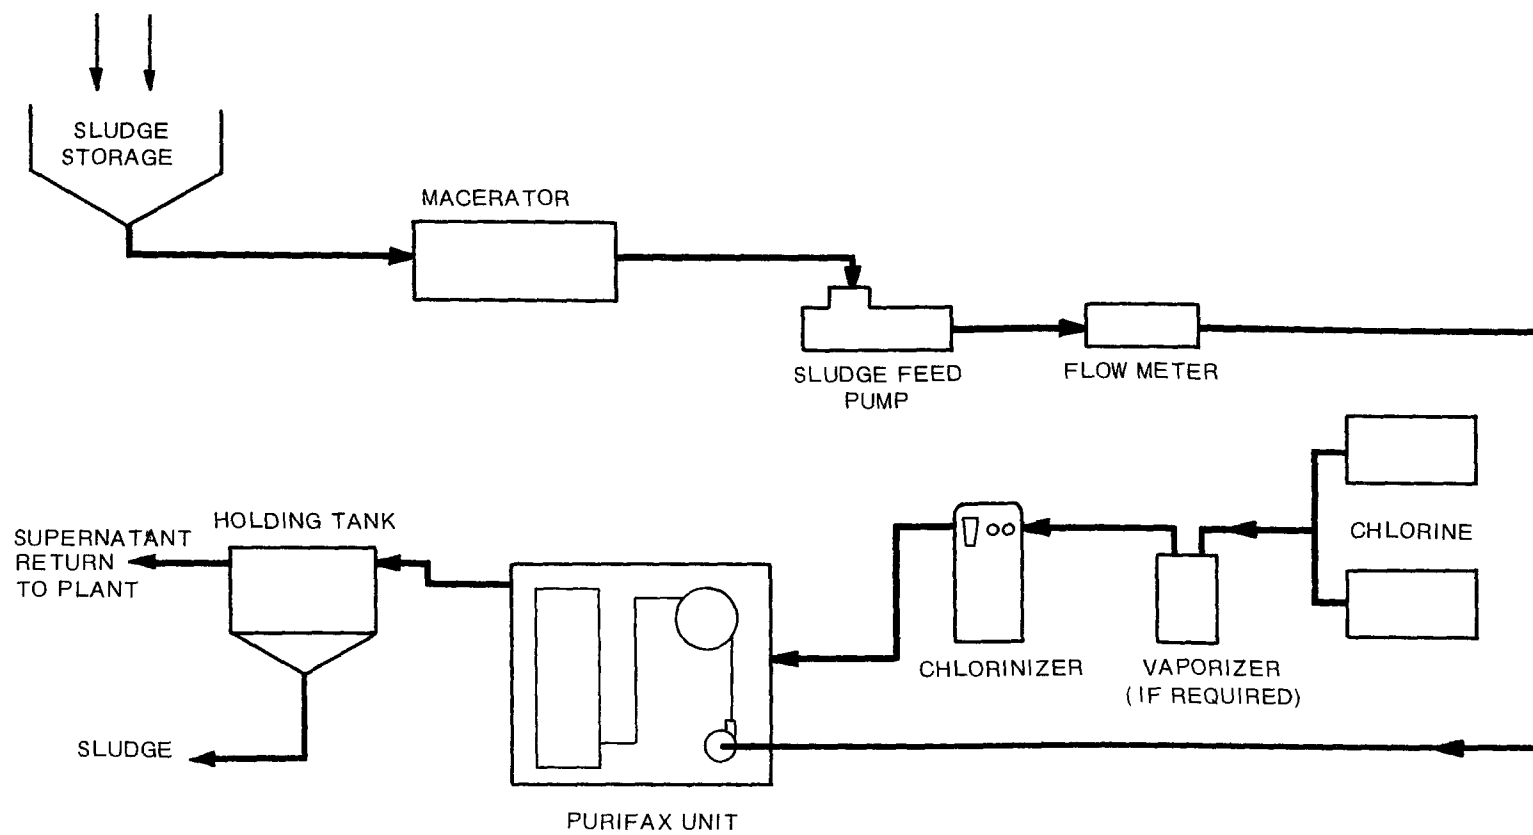 SLUDGE
STORAGE
MACERATOR
SLUDGE FEED
PUMP
FLOW METER
CHLORINE
HOLDING TANK
SUPERNATANT
RETURN
TO PLANT
CHLORINIZER
VAPORIZER
(IF REQUIRED)
SLUDGE
PURIFAX UNIT